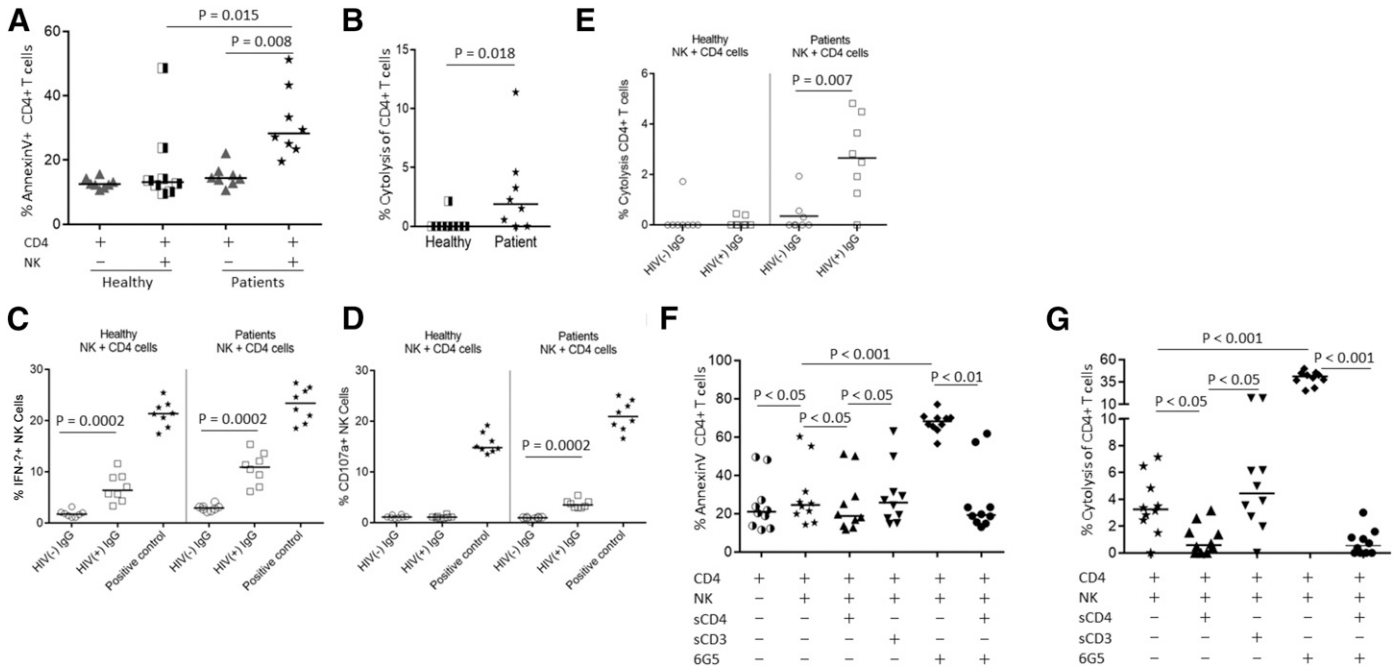 A
P = 0.015
P = 0.008
% AnnexinV+ CD4+ T cells
60
40
20
0
CD4 + + + +
NK − + − +
Healthy Patients
B
P = 0.018
% Cytolysis of CD4+ T cells
15
10
5
0
Healthy Patient
E
Healthy
NK + CD4 cells
Patients
NK + CD4 cells
P = 0.007
% Cytolysis CD4+ T cells
6
4
2
0
HIV(-) IgG
HIV(+) IgG
HIV(-) IgG
HIV(+) IgG
C
Healthy
NK + CD4 cells
Patients
NK + CD4 cells
P = 0.0002
P = 0.0002
% IFN-?+ NK Cells
30
20
10
0
HIV(-) IgG
HIV(+) IgG
Positive control
HIV(-) IgG
HIV(+) IgG
Positive control
D
Healthy
NK + CD4 cells
Patients
NK + CD4 cells
P = 0.0002
% CD107a+ NK Cells
30
20
10
0
HIV(-) IgG
HIV(+) IgG
Positive control
HIV(-) IgG
HIV(+) IgG
Positive control
F
P < 0.001
P < 0.05
P < 0.05
P < 0.05
P < 0.01
% AnnexinV CD4+ T cells
100
80
60
40
20
0
CD4 + + + + + +
NK − + + + + +
sCD4 − − + − − +
sCD3 − − − + − −
6G5 − − − − + +
G
P < 0.001
P < 0.001
P < 0.05
P < 0.05
% Cytolysis of CD4+ T cells
60
35
10
10
8
6
4
2
0
CD4 + + + + +
NK + + + + +
sCD4 − + − − +
sCD3 − − + − −
6G5 − − − + +